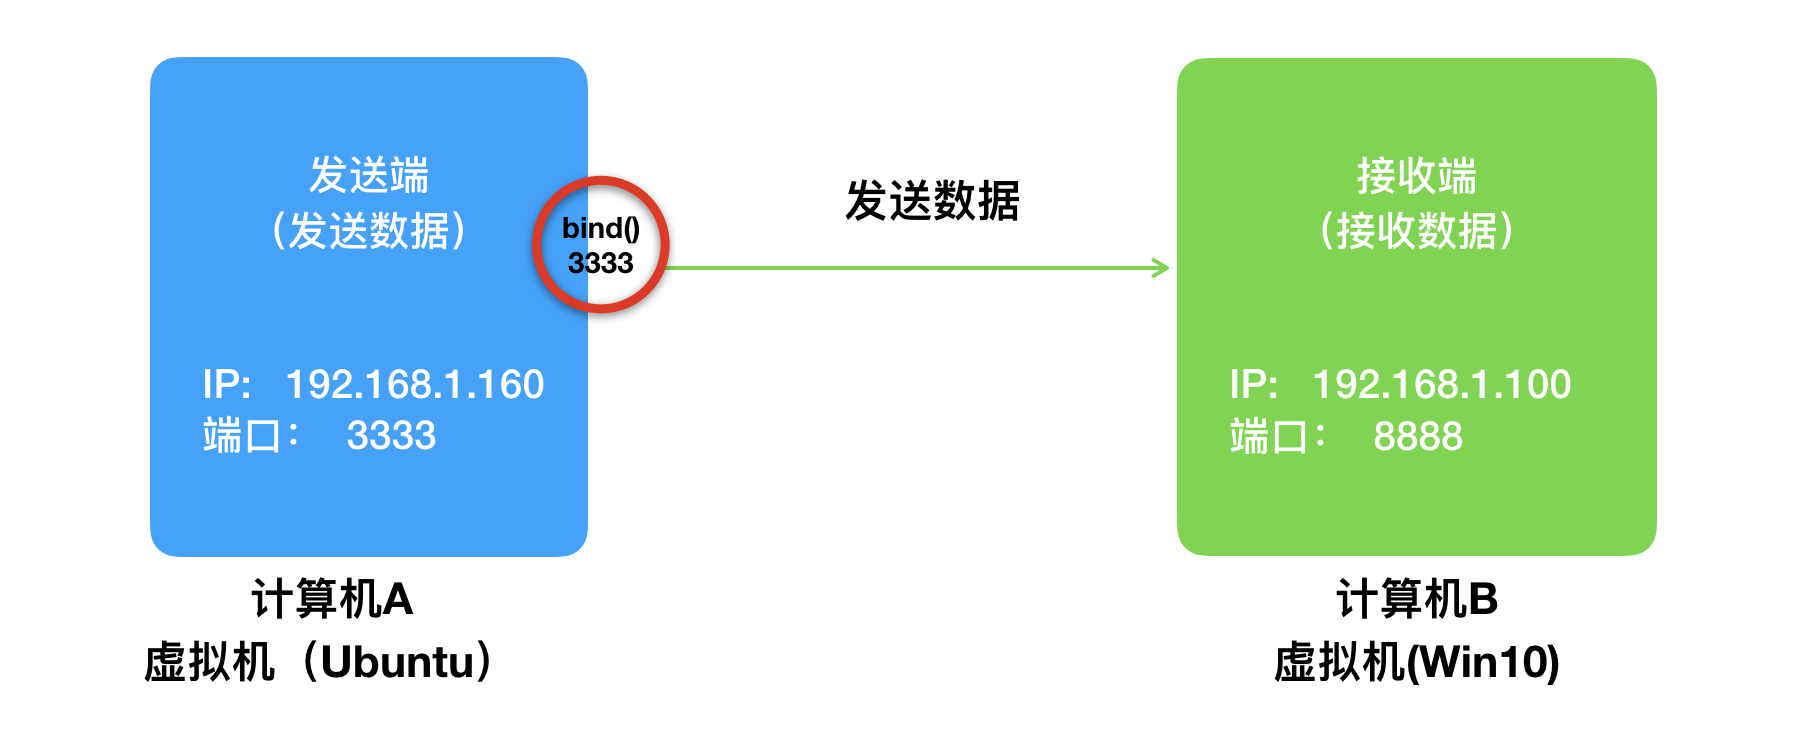 发送端
（发送数据）
IP: 192.168.1.160
端口： 3333
bind()
3333
发送数据
接收端
（接收数据）
IP: 192.168.1.100
端口： 8888
计算机A
虚拟机（Ubuntu）
计算机B
虚拟机(Win10)